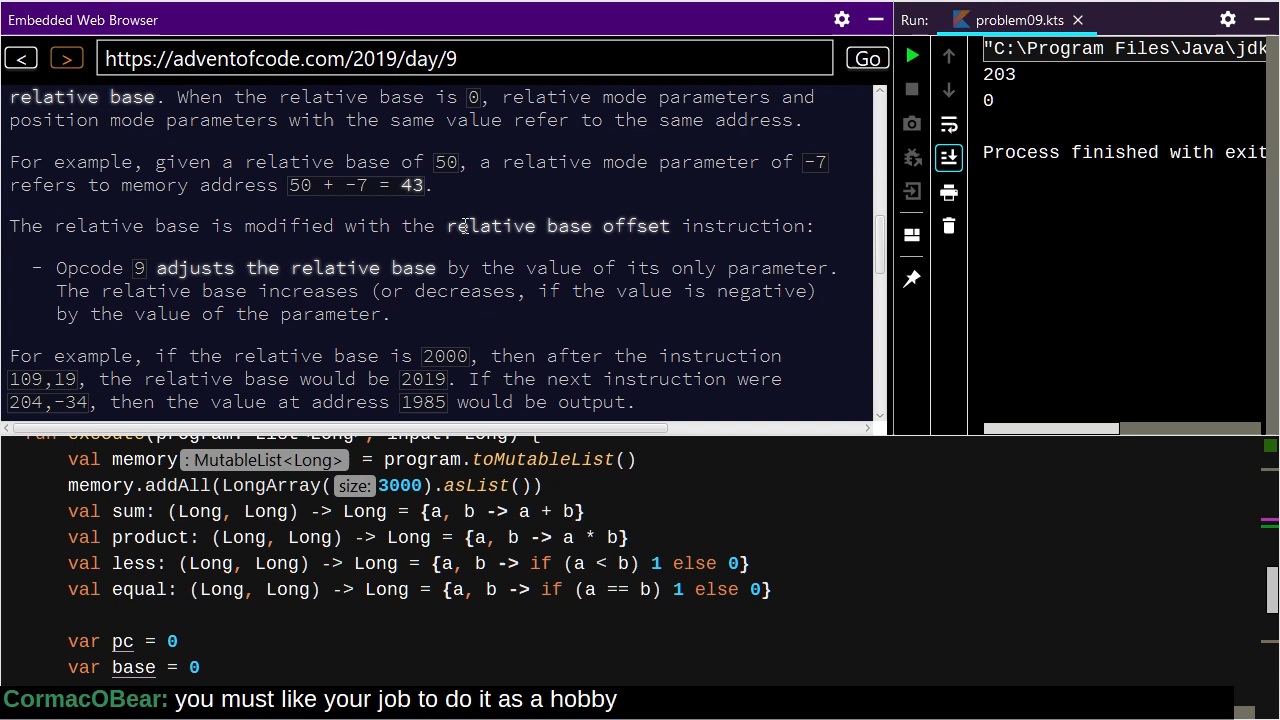 Embedded Web Browser
https://adventofcode.com/2019/day/9
Go
relative base. When the relative base is 0, relative mode parameters and
position mode parameters with the same value refer to the same address.
For example, given a relative base of 50, a relative mode parameter of -7
refers to memory address 50 + -7 = 43.
The relative base is modified with the relative base offset instruction:
- Opcode 9 adjusts the relative base by the value of its only parameter.
The relative base increases (or decreases, if the value is negative)
by the value of the parameter.
For example, if the relative base is 2000, then after the instruction
109,19, the relative base would be 2019. If the next instruction were
204,-34, then the value at address 1985 would be output.
Run: problem09.kts
"C:\Program Files\Java\jdk
203
0
Process finished with exit
fun execute(program: List<Long>, input: Long) {
val memory : MutableList<Long> = program.toMutableList()
memory.addAll(LongArray( size: 3000).asList())
val sum: (Long, Long) -> Long = {a, b -> a + b}
val product: (Long, Long) -> Long = {a, b -> a * b}
val less: (Long, Long) -> Long = {a, b -> if (a < b) 1 else 0}
val equal: (Long, Long) -> Long = {a, b -> if (a == b) 1 else 0}
var pc = 0
var base = 0
CormacOBear: you must like your job to do it as a hobby